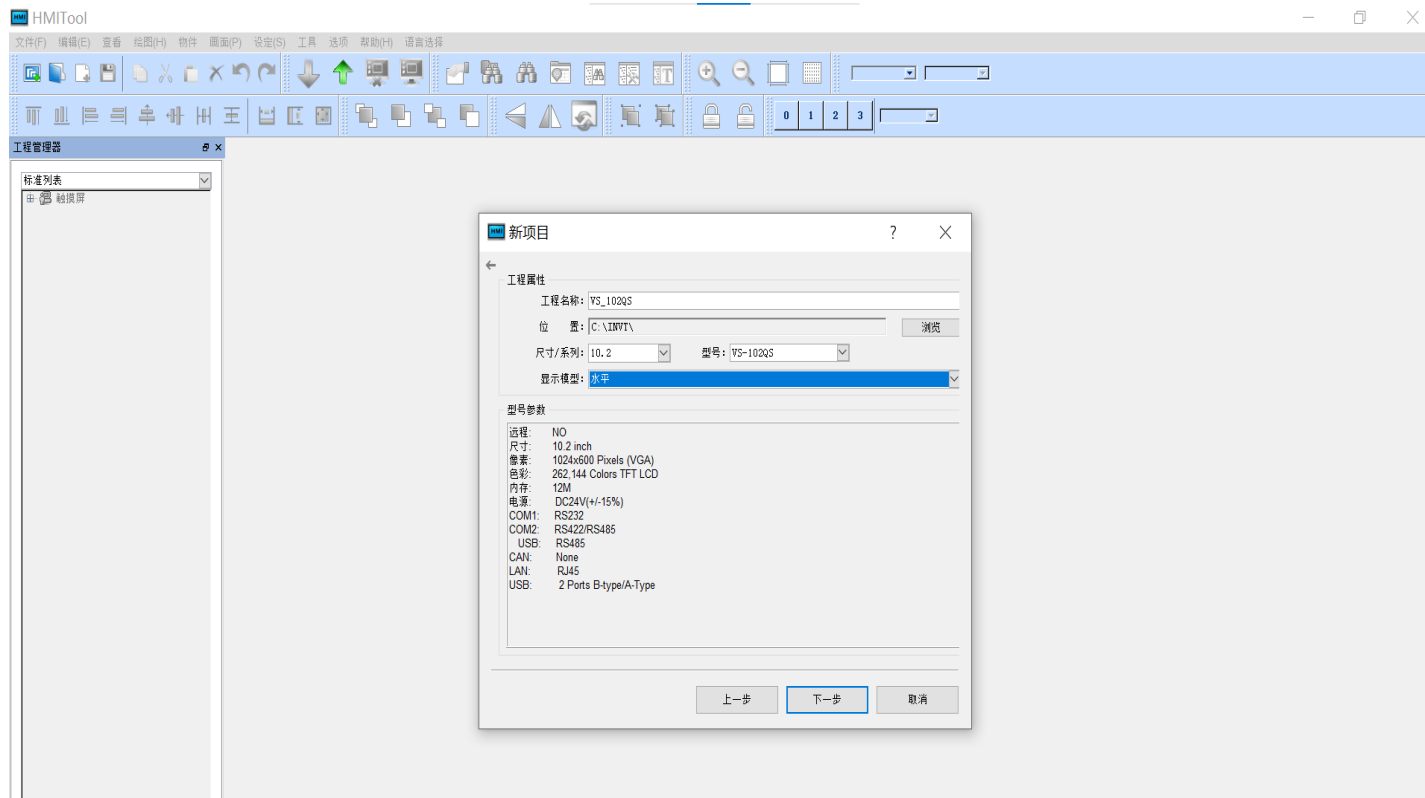 HMI HMITool
文件(F) 编辑(E) 查看 绘图(H) 物件 画面(P) 设定(S) 工具 选项 帮助(H) 语言选择
0 1 2 3
工程管理器
标准列表
触摸屏
HMI 新项目 ?
工程属性
工程名称: VS_102QS
位 置: C:\INVT\ 浏览
尺寸/系列: 10.2 型号: VS-102QS
显示模型: 水平
型号参数
远程: NO
尺寸: 10.2 inch
像素: 1024x600 Pixels (VGA)
色彩: 262,144 Colors TFT LCD
内存: 12M
电源: DC24V(+/-15%)
COM1: RS232
COM2: RS422/RS485
USB: RS485
CAN: None
LAN: RJ45
USB: 2 Ports B-type/A-Type
上一步 下一步 取消